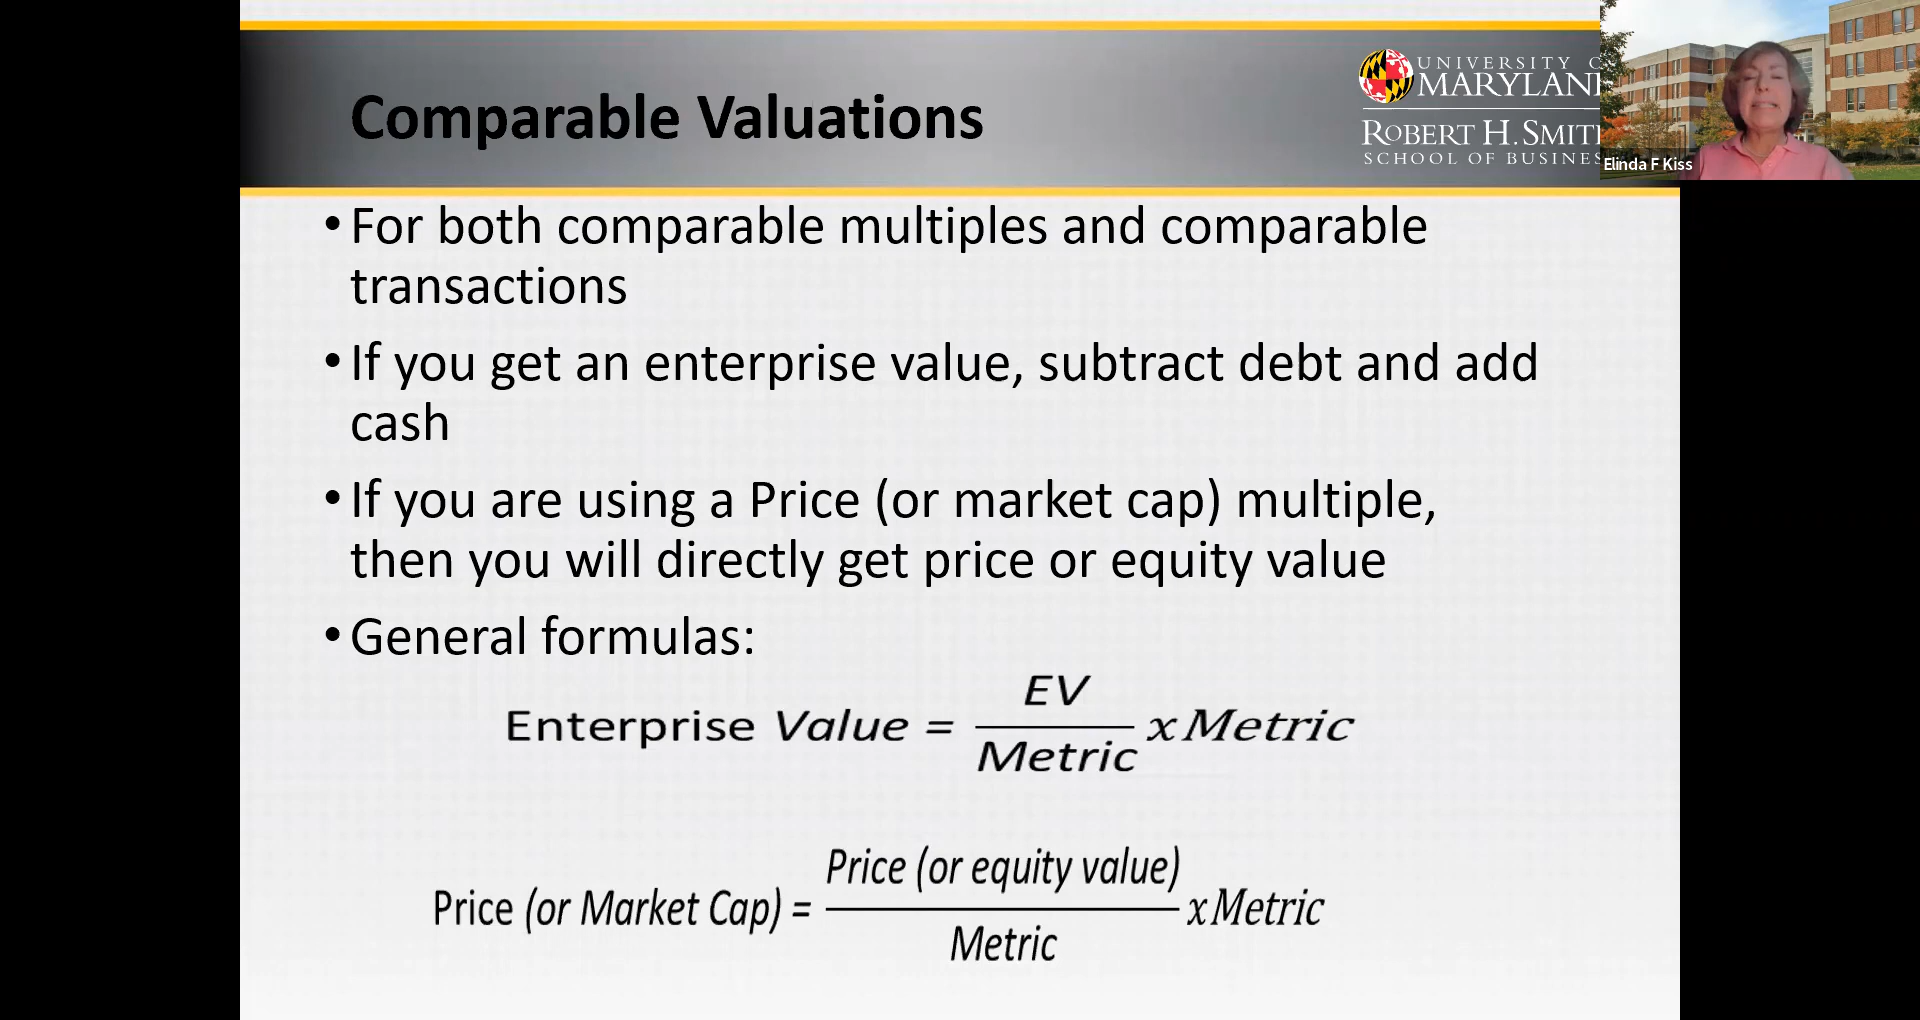 Comparable Valuations
UNIVERSITY
MARYLAN
ROBERT H. SMIT
SCHOOL OF BUSINES
Elinda F Kiss
• For both comparable multiples and comparable
transactions
• If you get an enterprise value, subtract debt and add
cash
• If you are using a Price (or market cap) multiple,
then you will directly get price or equity value
• General formulas:
Enterprise Value = EV / Metric x Metric
Price (or Market Cap) = Price (or equity value) / Metric x Metric